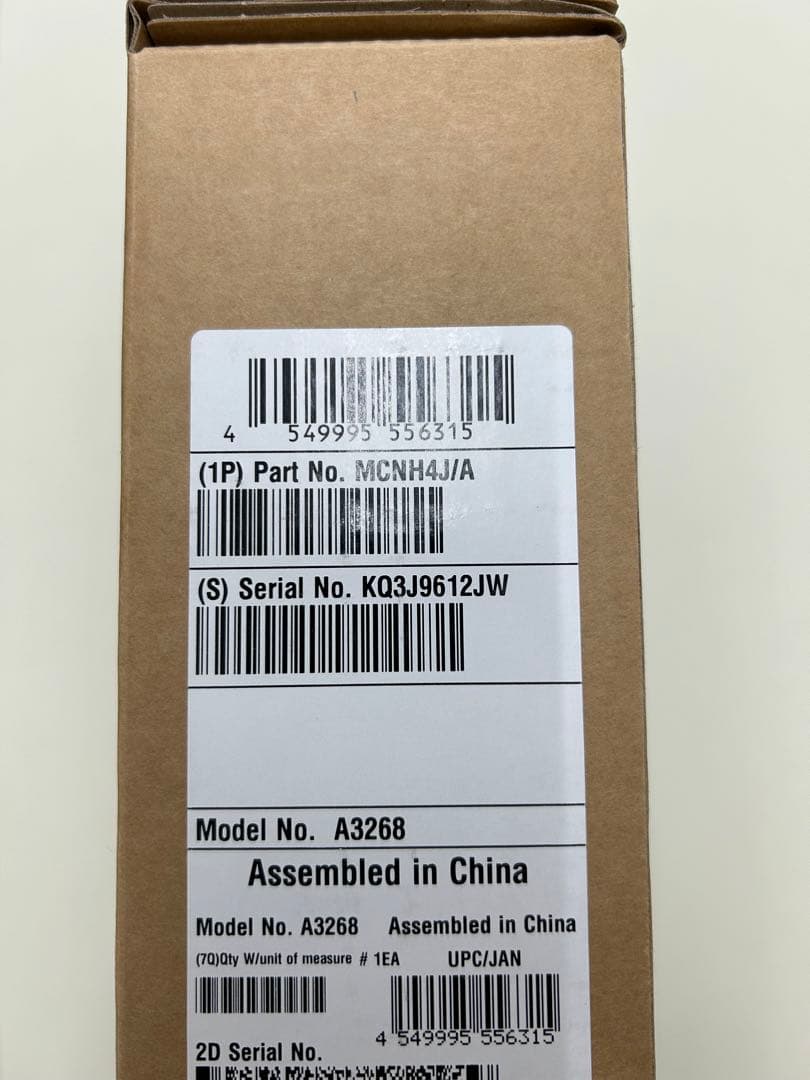 4 549995 556315
(1P) Part No. MCNH4J/A
(S) Serial No. KQ3J9612JW
Model No. A3268
Assembled in China
Model No. A3268 Assembled in China
(7Q)Qty W/unit of measure # 1EA UPC/JAN
4 549995 556315
2D Serial No.